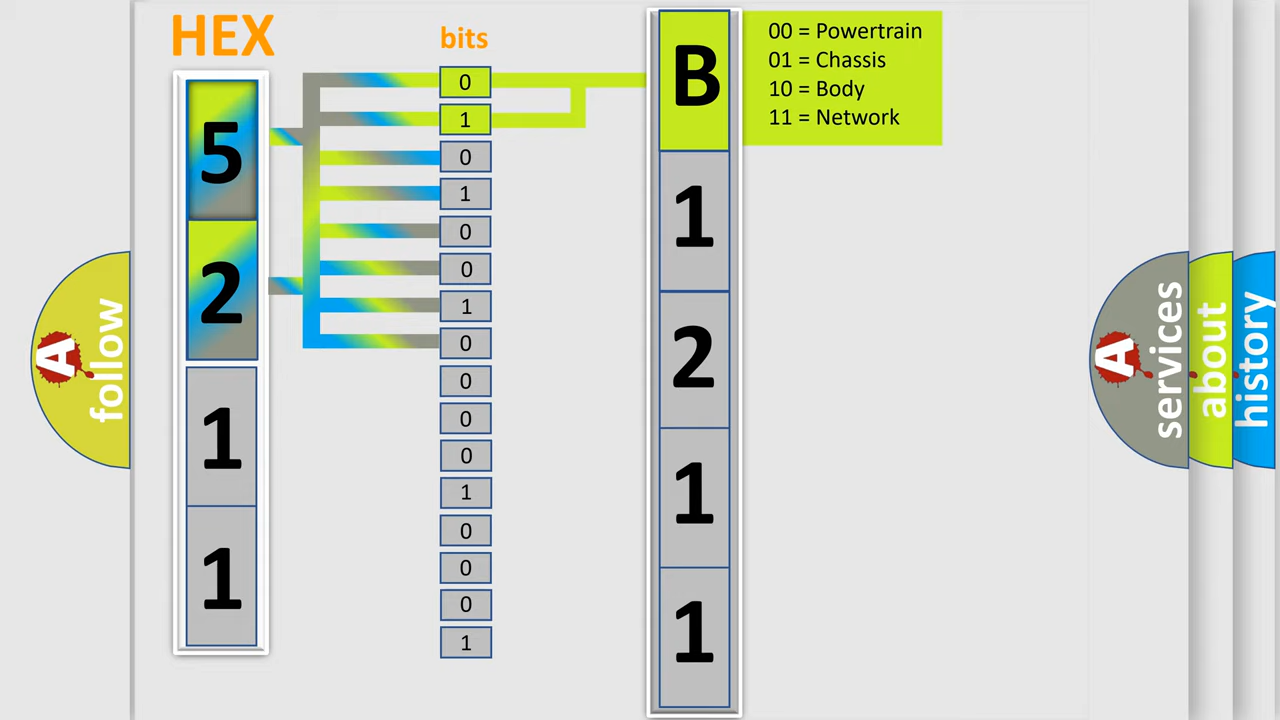 HEX
bits
5
2
1
1
0
1
0
1
0
0
1
0
0
0
0
1
0
0
0
1
B
1
2
1
1
00 = Powertrain
01 = Chassis
10 = Body
11 = Network
A
follow
A
services
about
history